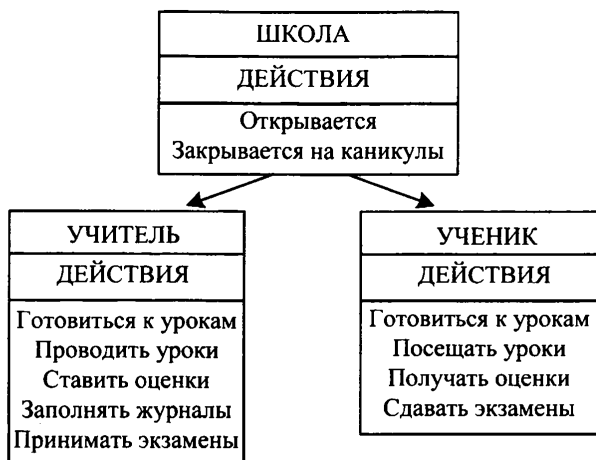 ШКОЛА
ДЕЙСТВИЯ
Открывается
Закрывается на каникулы
УЧИТЕЛЬ
ДЕЙСТВИЯ
Готовиться к урокам
Проводить уроки
Ставить оценки
Заполнять журналы
Принимать экзамены
УЧЕНИК
ДЕЙСТВИЯ
Готовиться к урокам
Посещать уроки
Получать оценки
Сдавать экзамены